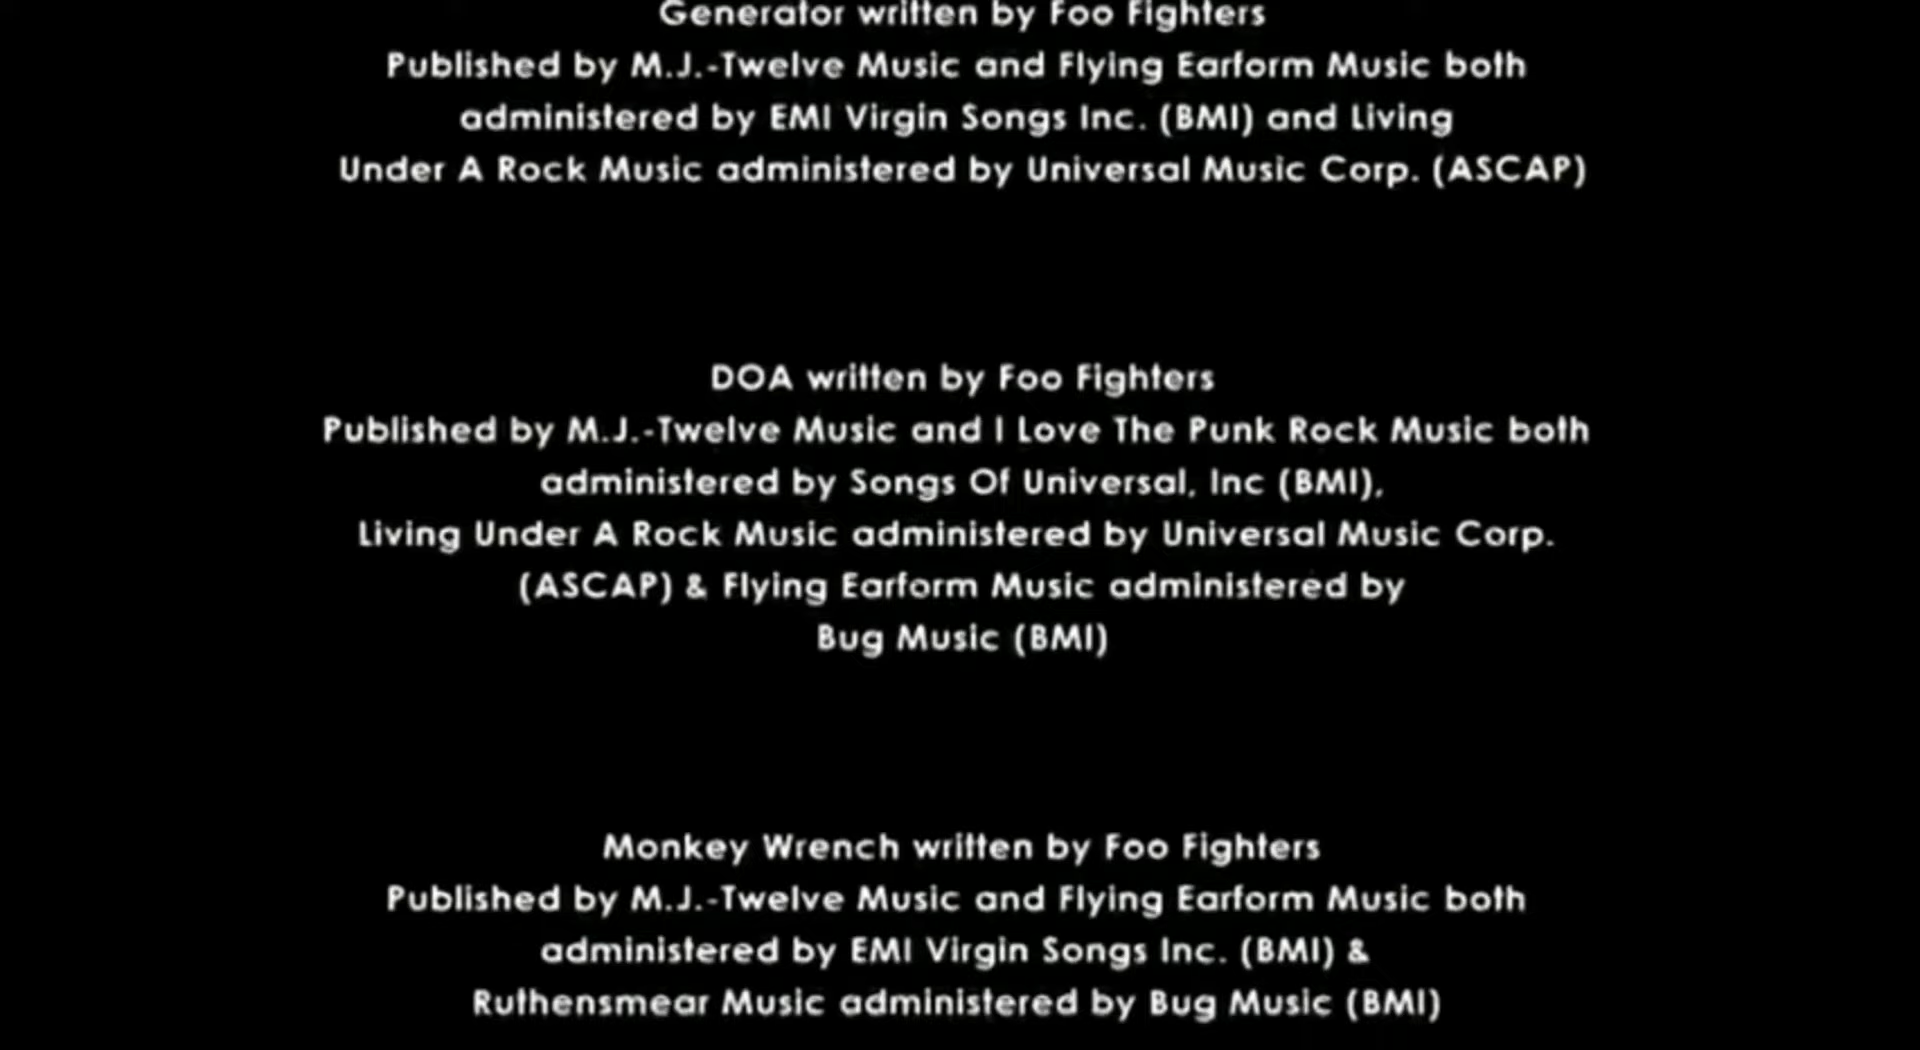 Generator written by Foo Fighters
Published by M.J.-Twelve Music and Flying Earform Music both
administered by EMI Virgin Songs Inc. (BMI) and Living
Under A Rock Music administered by Universal Music Corp. (ASCAP)
DOA written by Foo Fighters
Published by M.J.-Twelve Music and I Love The Punk Rock Music both
administered by Songs Of Universal, Inc (BMI),
Living Under A Rock Music administered by Universal Music Corp.
(ASCAP) & Flying Earform Music administered by
Bug Music (BMI)
Monkey Wrench written by Foo Fighters
Published by M.J.-Twelve Music and Flying Earform Music both
administered by EMI Virgin Songs Inc. (BMI) &
Ruthensmear Music administered by Bug Music (BMI)